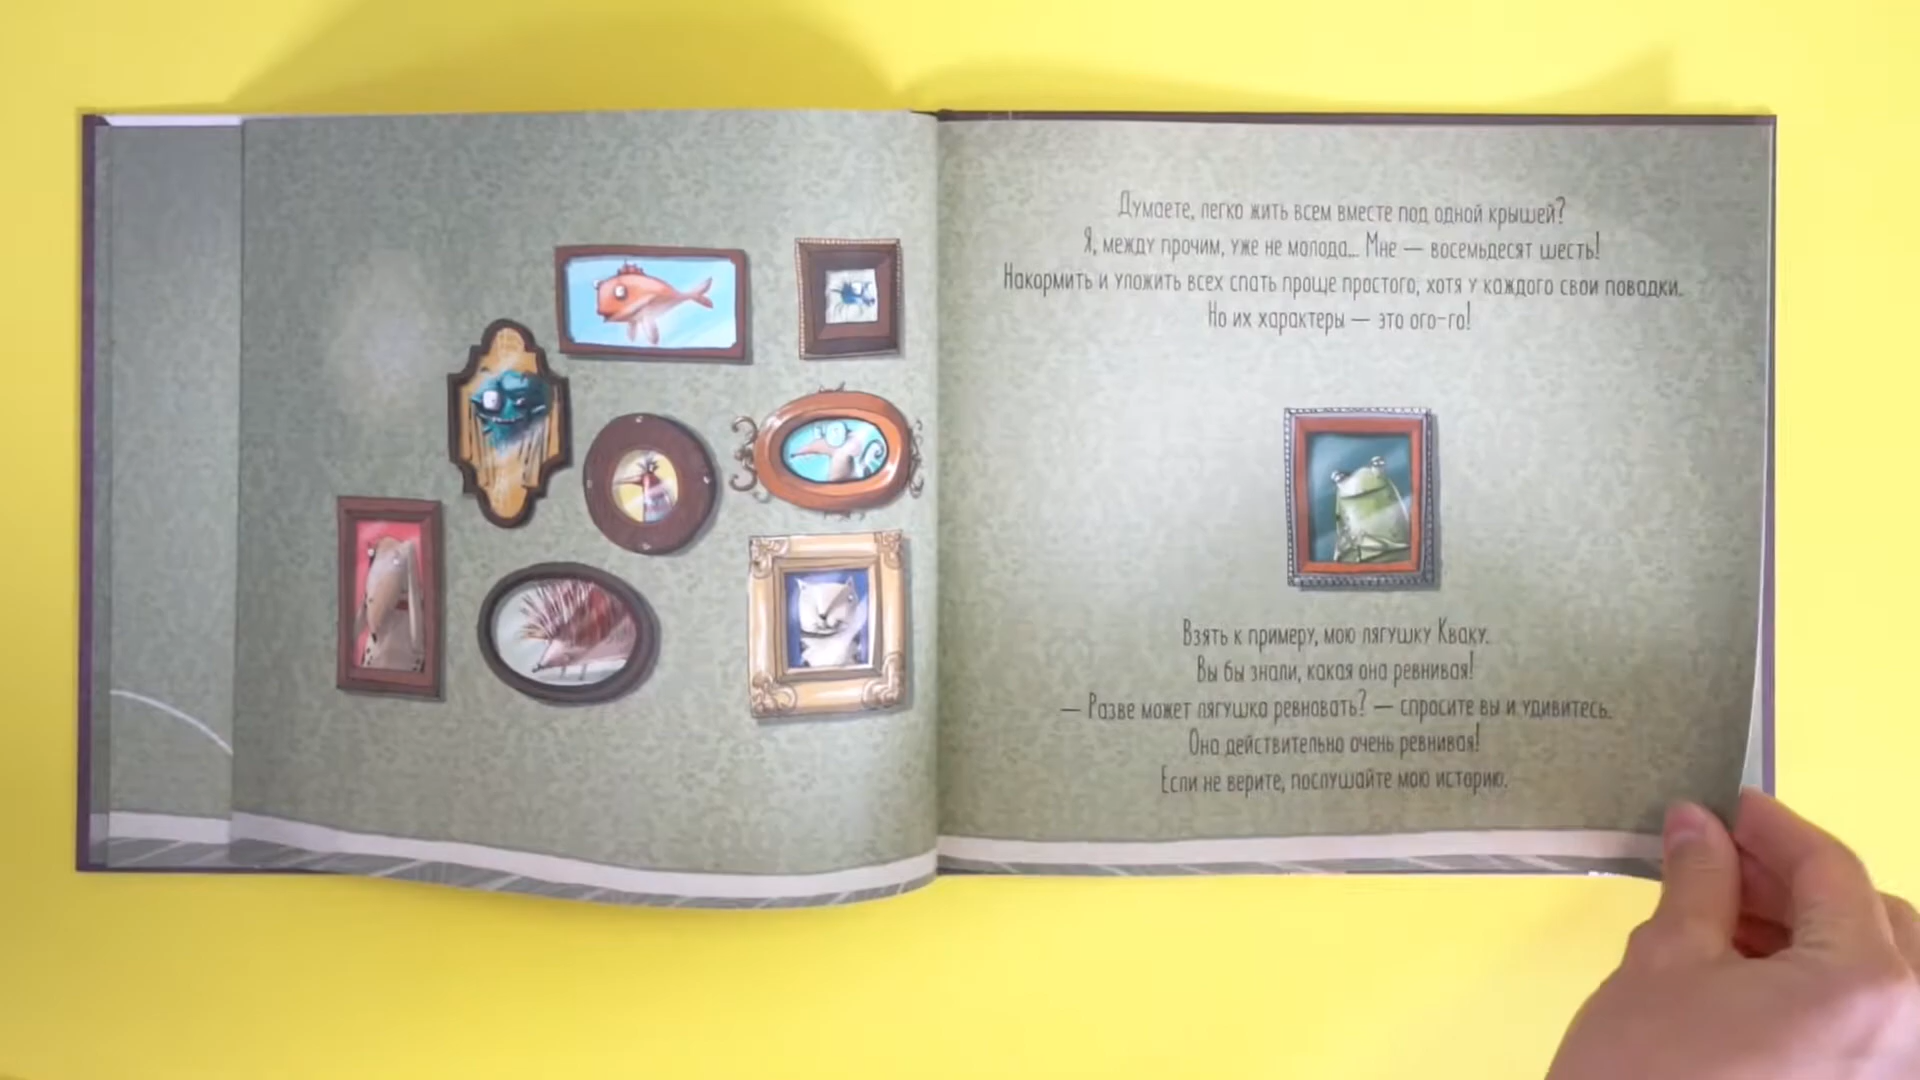 Думаете, легко жить всем вместе под одной крышей?
Я, между прочим, уже не молода... Мне — восемьдесят шесть!
Накормить и уложить всех спать проще простого, хотя у каждого свои повадки.
Но их характеры — это ого-го!
Взять к примеру, мою лягушку Кваку.
Вы бы знали, какая она ревнивая!
— Разве может лягушка ревновать? — спросите вы и удивитесь.
Она действительно очень ревнивая!
Если не верите, послушайте мою историю.